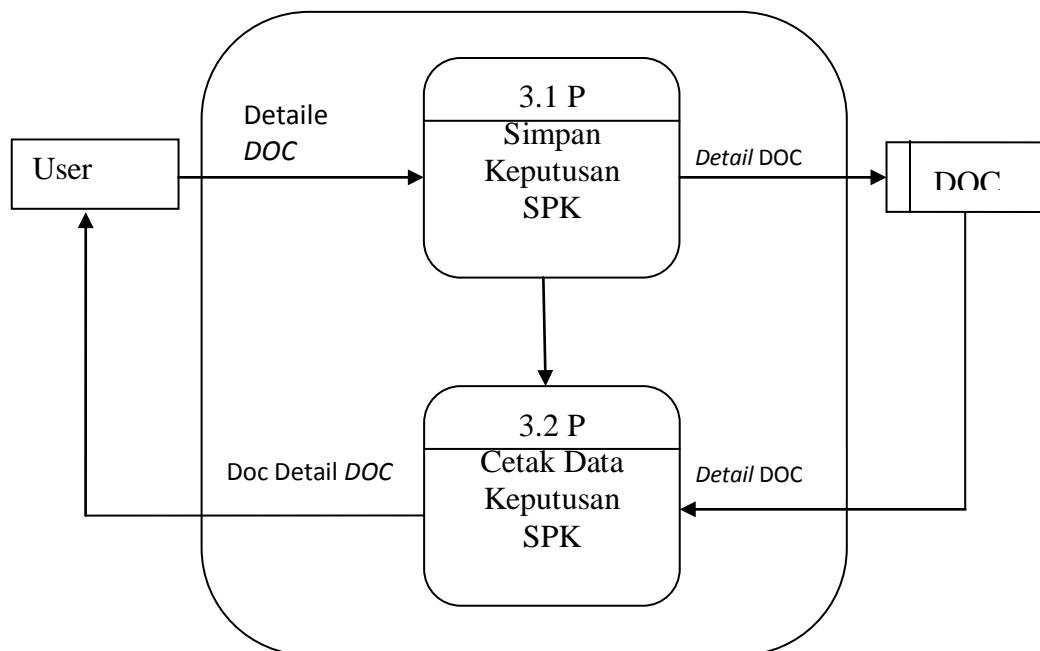 3.1 P
Detaile
DOC
Simpan
Keputusan
SPK
User
Detail DOC
DOC
3.2 P
Cetak Data
Keputusan
SPK
Doc Detail DOC
Detail DOC